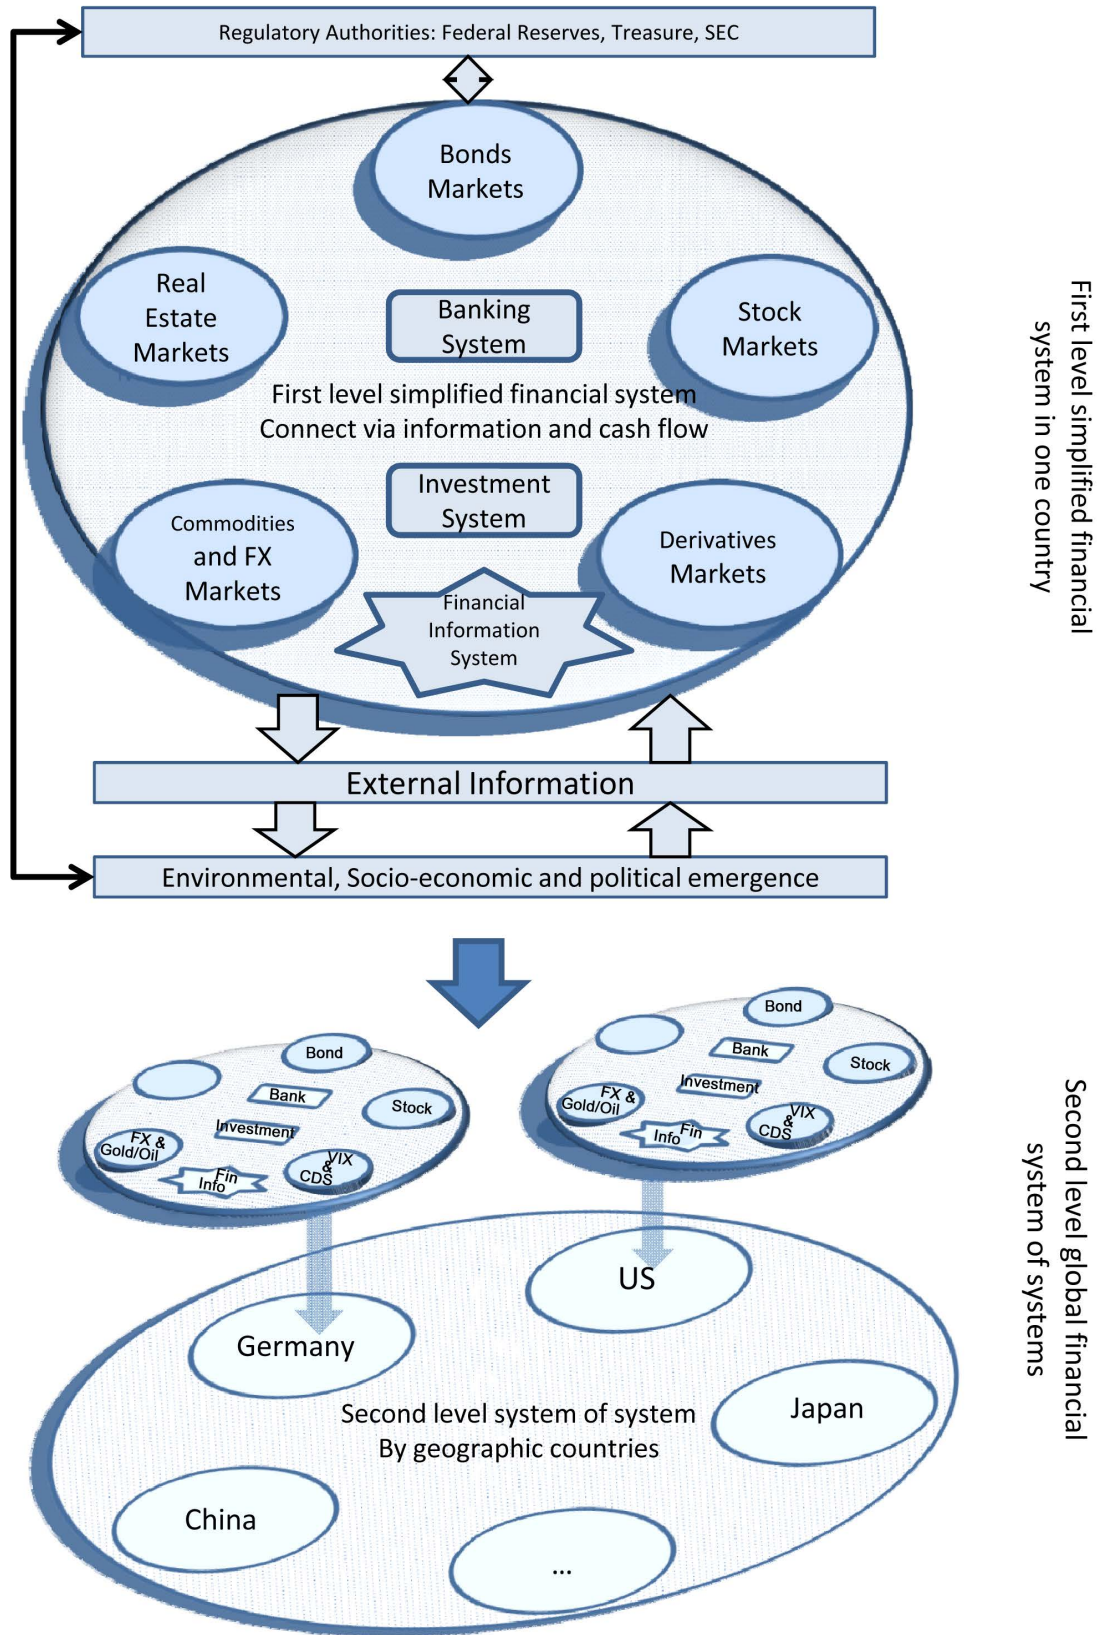 Regulatory Authorities: Federal Reserves, Treasure, SEC
Bonds
Markets
Real
Estate
Markets
Banking
System
Stock
Markets
First level simplified financial system
Connect via information and cash flow
Investment
System
Commodities
and FX
Markets
Derivatives
Markets
Financial
Information
System
External Information
Environmental, Socio-economic and political emergence
First level simplified financial
system in one country
Bond
Bank
Stock
Investment
FX &
Gold/Oil
VIX
&
CDS
Fin
Info
Bond
Bank
Stock
Investment
FX &
Gold/Oil
VIX
&
CDS
Fin
Info
US
Germany
Japan
Second level system of system
By geographic countries
China
...
Second level global financial
system of systems